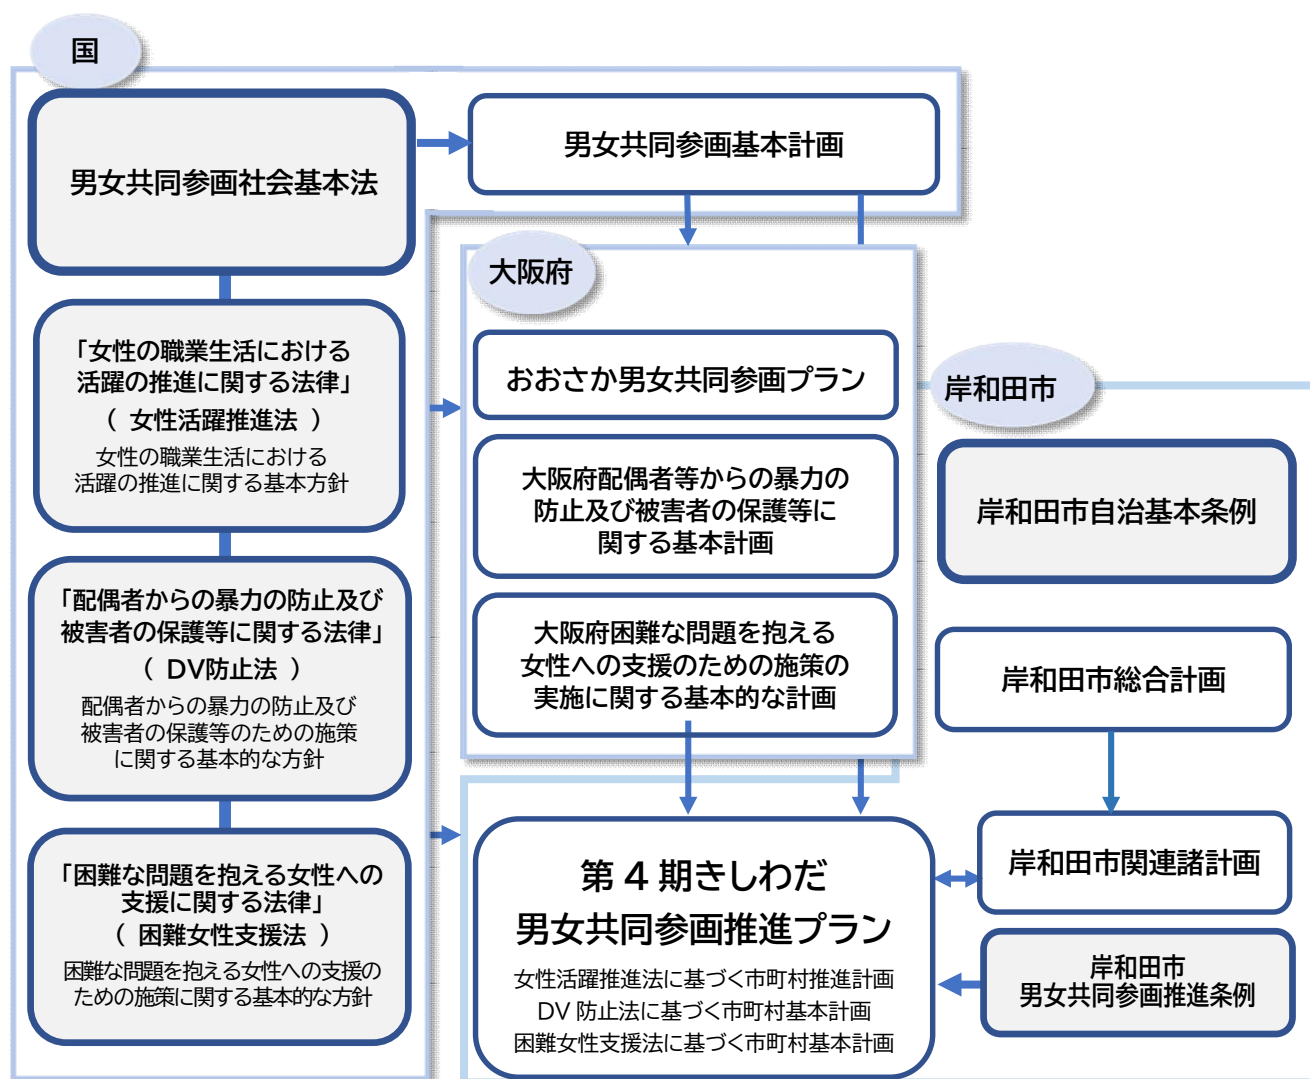 国
男女共同参画社会基本法
男女共同参画基本計画
「女性の職業生活における
活躍の推進に関する法律」
（ 女性活躍推進法 ）
女性の職業生活における
活躍の推進に関する基本方針
「配偶者からの暴力の防止及び
被害者の保護等に関する法律」
（ DV防止法 ）
配偶者からの暴力の防止及び
被害者の保護等のための施策
に関する基本的な方針
「困難な問題を抱える女性への
支援に関する法律」
（ 困難女性支援法 ）
困難な問題を抱える女性への支援の
ための施策に関する基本的な方針
大阪府
おおさか男女共同参画プラン
大阪府配偶者等からの暴力の
防止及び被害者の保護等に
関する基本計画
大阪府困難な問題を抱える
女性への支援のための施策の
実施に関する基本的な計画
岸和田市
岸和田市自治基本条例
岸和田市総合計画
岸和田市関連諸計画
岸和田市
男女共同参画推進条例
第 4 期きしわだ
男女共同参画推進プラン
女性活躍推進法に基づく市町村推進計画
DV 防止法に基づく市町村基本計画
困難女性支援法に基づく市町村基本計画